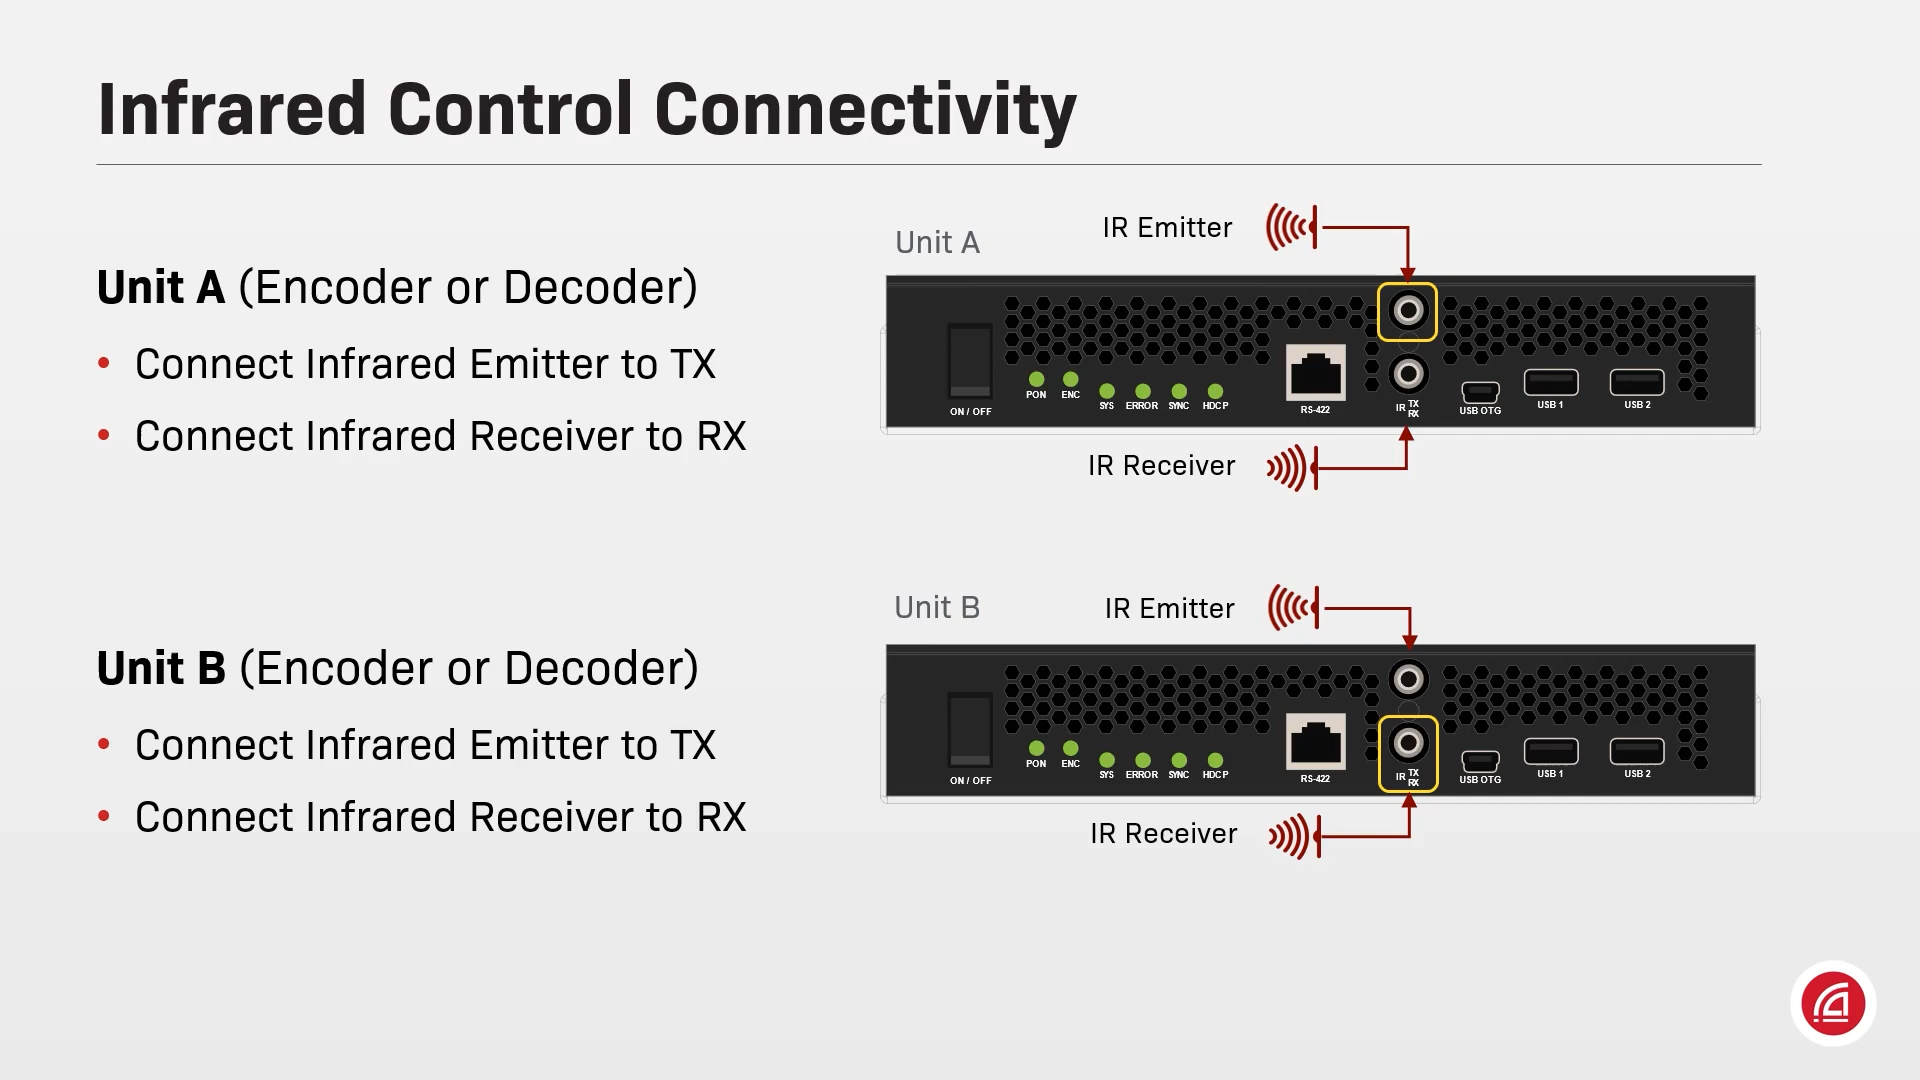 Infrared Control Connectivity
Unit A (Encoder or Decoder)
• Connect Infrared Emitter to TX
• Connect Infrared Receiver to RX
Unit A
IR Emitter
ON / OFF
PON
ENC
SYS
ERROR
SYNC
HDCP
RS-422
IR TX
RX
USB OTG
USB 1
USB 2
IR Receiver
Unit B (Encoder or Decoder)
• Connect Infrared Emitter to TX
• Connect Infrared Receiver to RX
Unit B
IR Emitter
ON / OFF
PON
ENC
SYS
ERROR
SYNC
HDCP
RS-422
IR TX
RX
USB OTG
USB 1
USB 2
IR Receiver